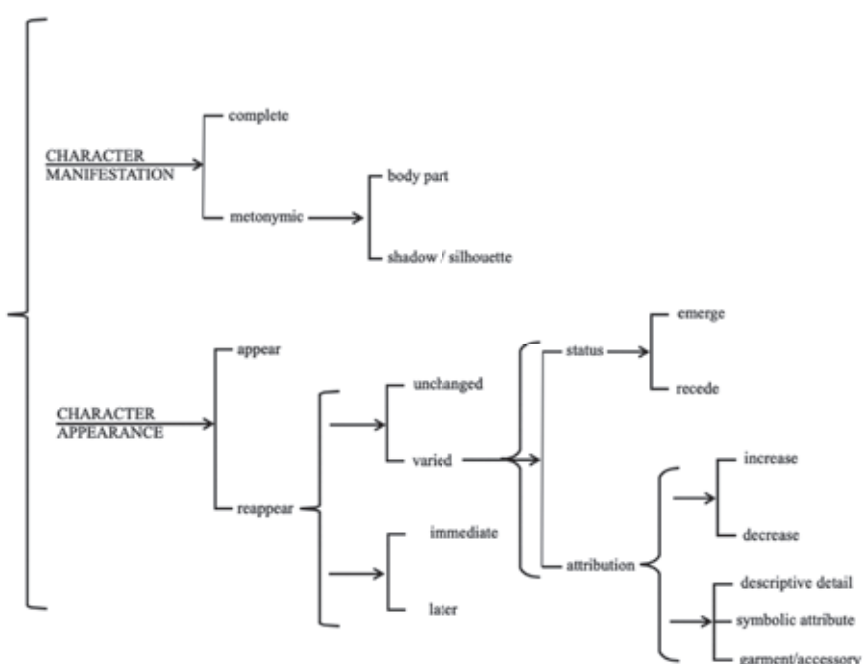 complete
CHARACTER
MANIFESTATION
body part
metonymic
shadow / silhouette
emerge
appear
status
unchanged
recede
CHARACTER
APPEARANCE
varied
increase
reappear
immediate
decrease
attribution
descriptive detail
later
symbolic attribute
garment/accessory